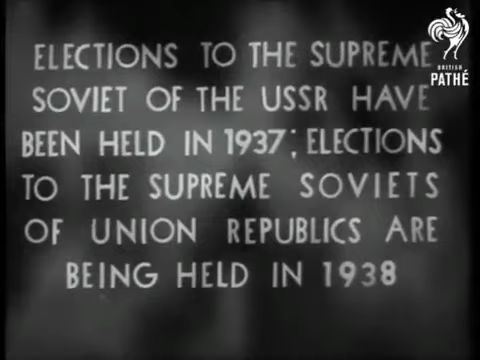 ELECTIONS TO THE SUPREME
SOVIET OF THE USSR HAVE
BEEN HELD IN 1937; ELECTIONS
TO THE SUPREME SOVIETS
OF UNION REPUBLICS ARE
BEING HELD IN 1938
BRITISH
PATHÉ